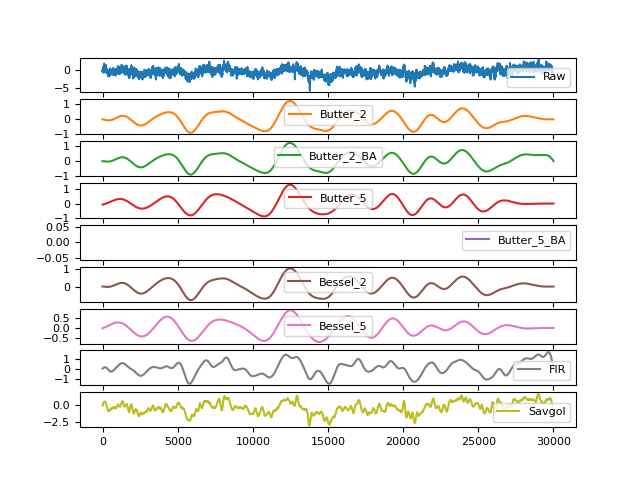 0
−5
Raw
1
0
−1
Butter_2
1
0
−1
Butter_2_BA
1
0
−1
Butter_5
0.05
0.00
−0.05
Butter_5_BA
1
0
Bessel_2
0.5
0.0
−0.5
Bessel_5
1
0
−1
FIR
0.0
−2.5
Savgol
0 5000 10000 15000 20000 25000 30000